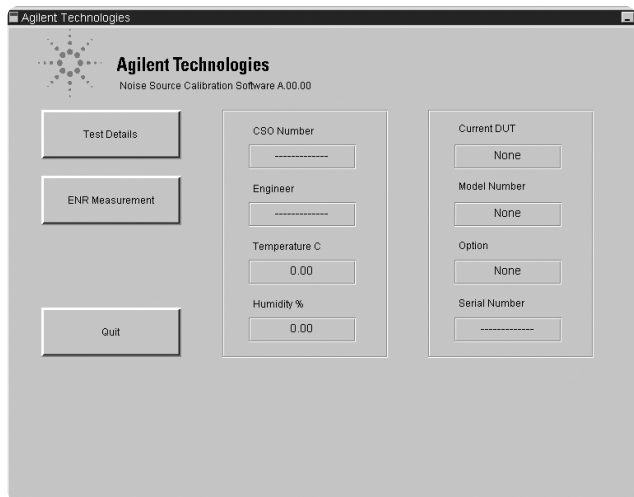 Agilent Technologies
Agilent Technologies
Noise Source Calibration Software A.00.00
Test Details
ENR Measurement
Quit
CSO Number
-------------
Engineer
-------------
Temperature C
0.00
Humidity %
0.00
Current DUT
None
Model Number
None
Option
None
Serial Number
-------------